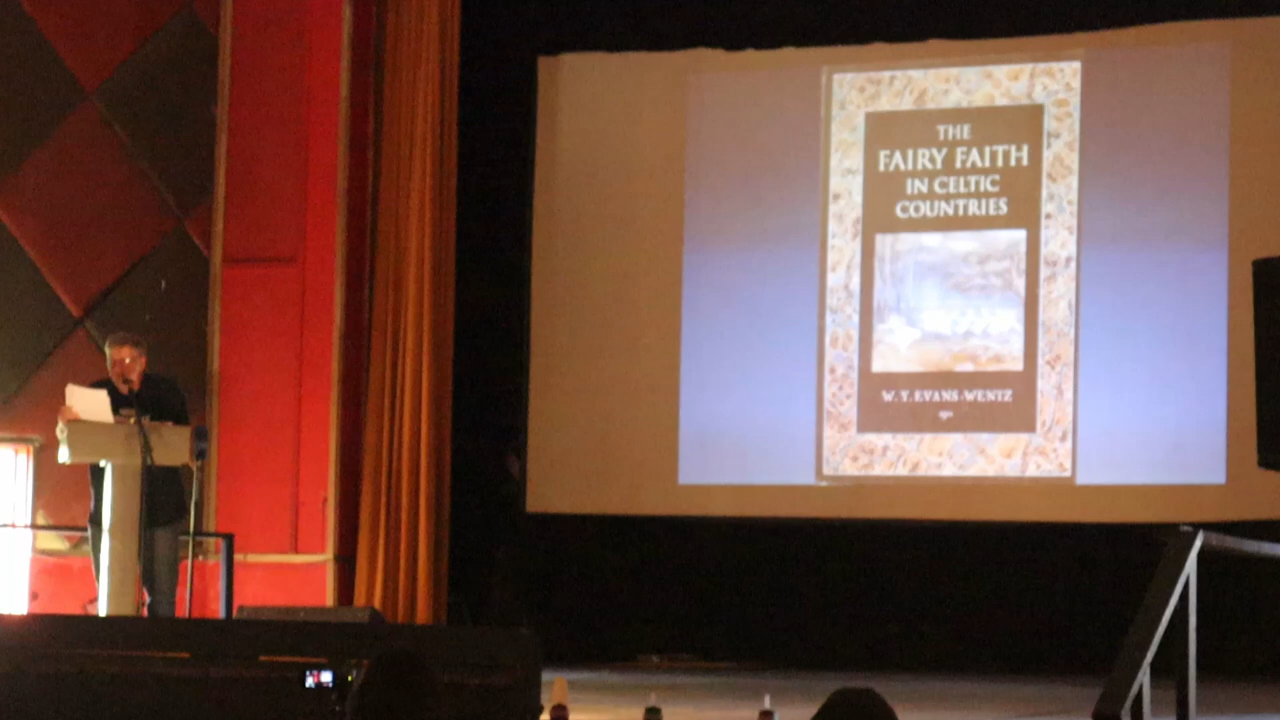 THE
FAIRY FAITH
IN CELTIC
COUNTRIES
W. Y. EVANS-WENTZ